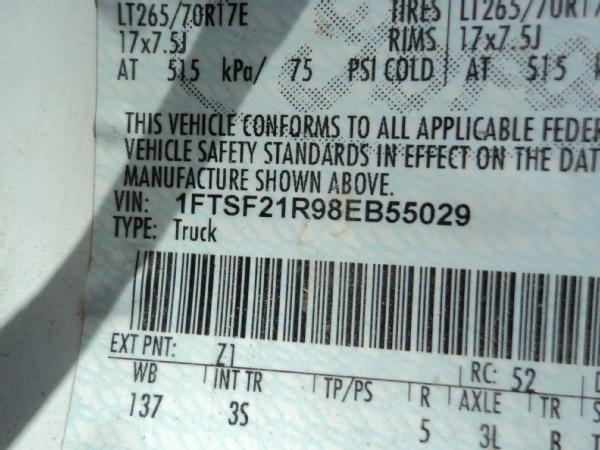 LT265/70R17E TIRES LT265/70R17
17x7.5J RIMS 17x7.5J
AT 515 kPa/ 75 PSI COLD AT 515
THIS VEHICLE CONFORMS TO ALL APPLICABLE FEDER
VEHICLE SAFETY STANDARDS IN EFFECT ON THE DAT
MANUFACTURE SHOWN ABOVE.
VIN: 1FTSF21R98EB55029
TYPE: Truck
EXT PNT: Z1 RC: 52
WB INT TR TP/PS R AXLE TR S
137 3S 5 3L B